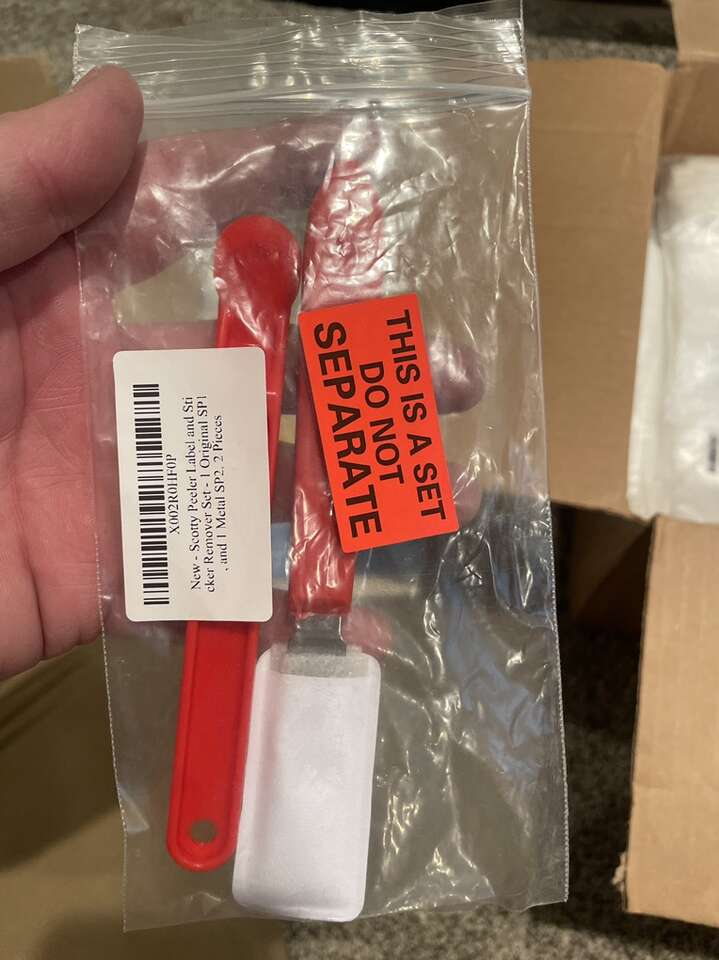 X002R0HF0P
New - Scotty Peeler Label and Sti
cker Remover Set - 1 Original SP1
, and 1 Metal SP2, 2 Pieces
THIS IS A SET
DO NOT
SEPARATE